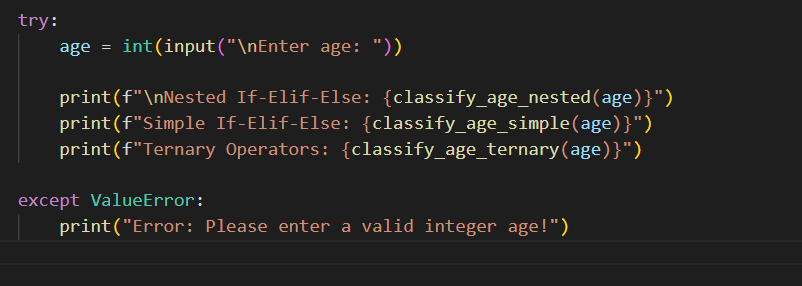 try:
    age = int(input("\nEnter age: "))
    print(f"\nNested If-Elif-Else: {classify_age_nested(age)}")
    print(f"Simple If-Elif-Else: {classify_age_simple(age)}")
    print(f"Ternary Operators: {classify_age_ternary(age)}")
except ValueError:
    print("Error: Please enter a valid integer age!")